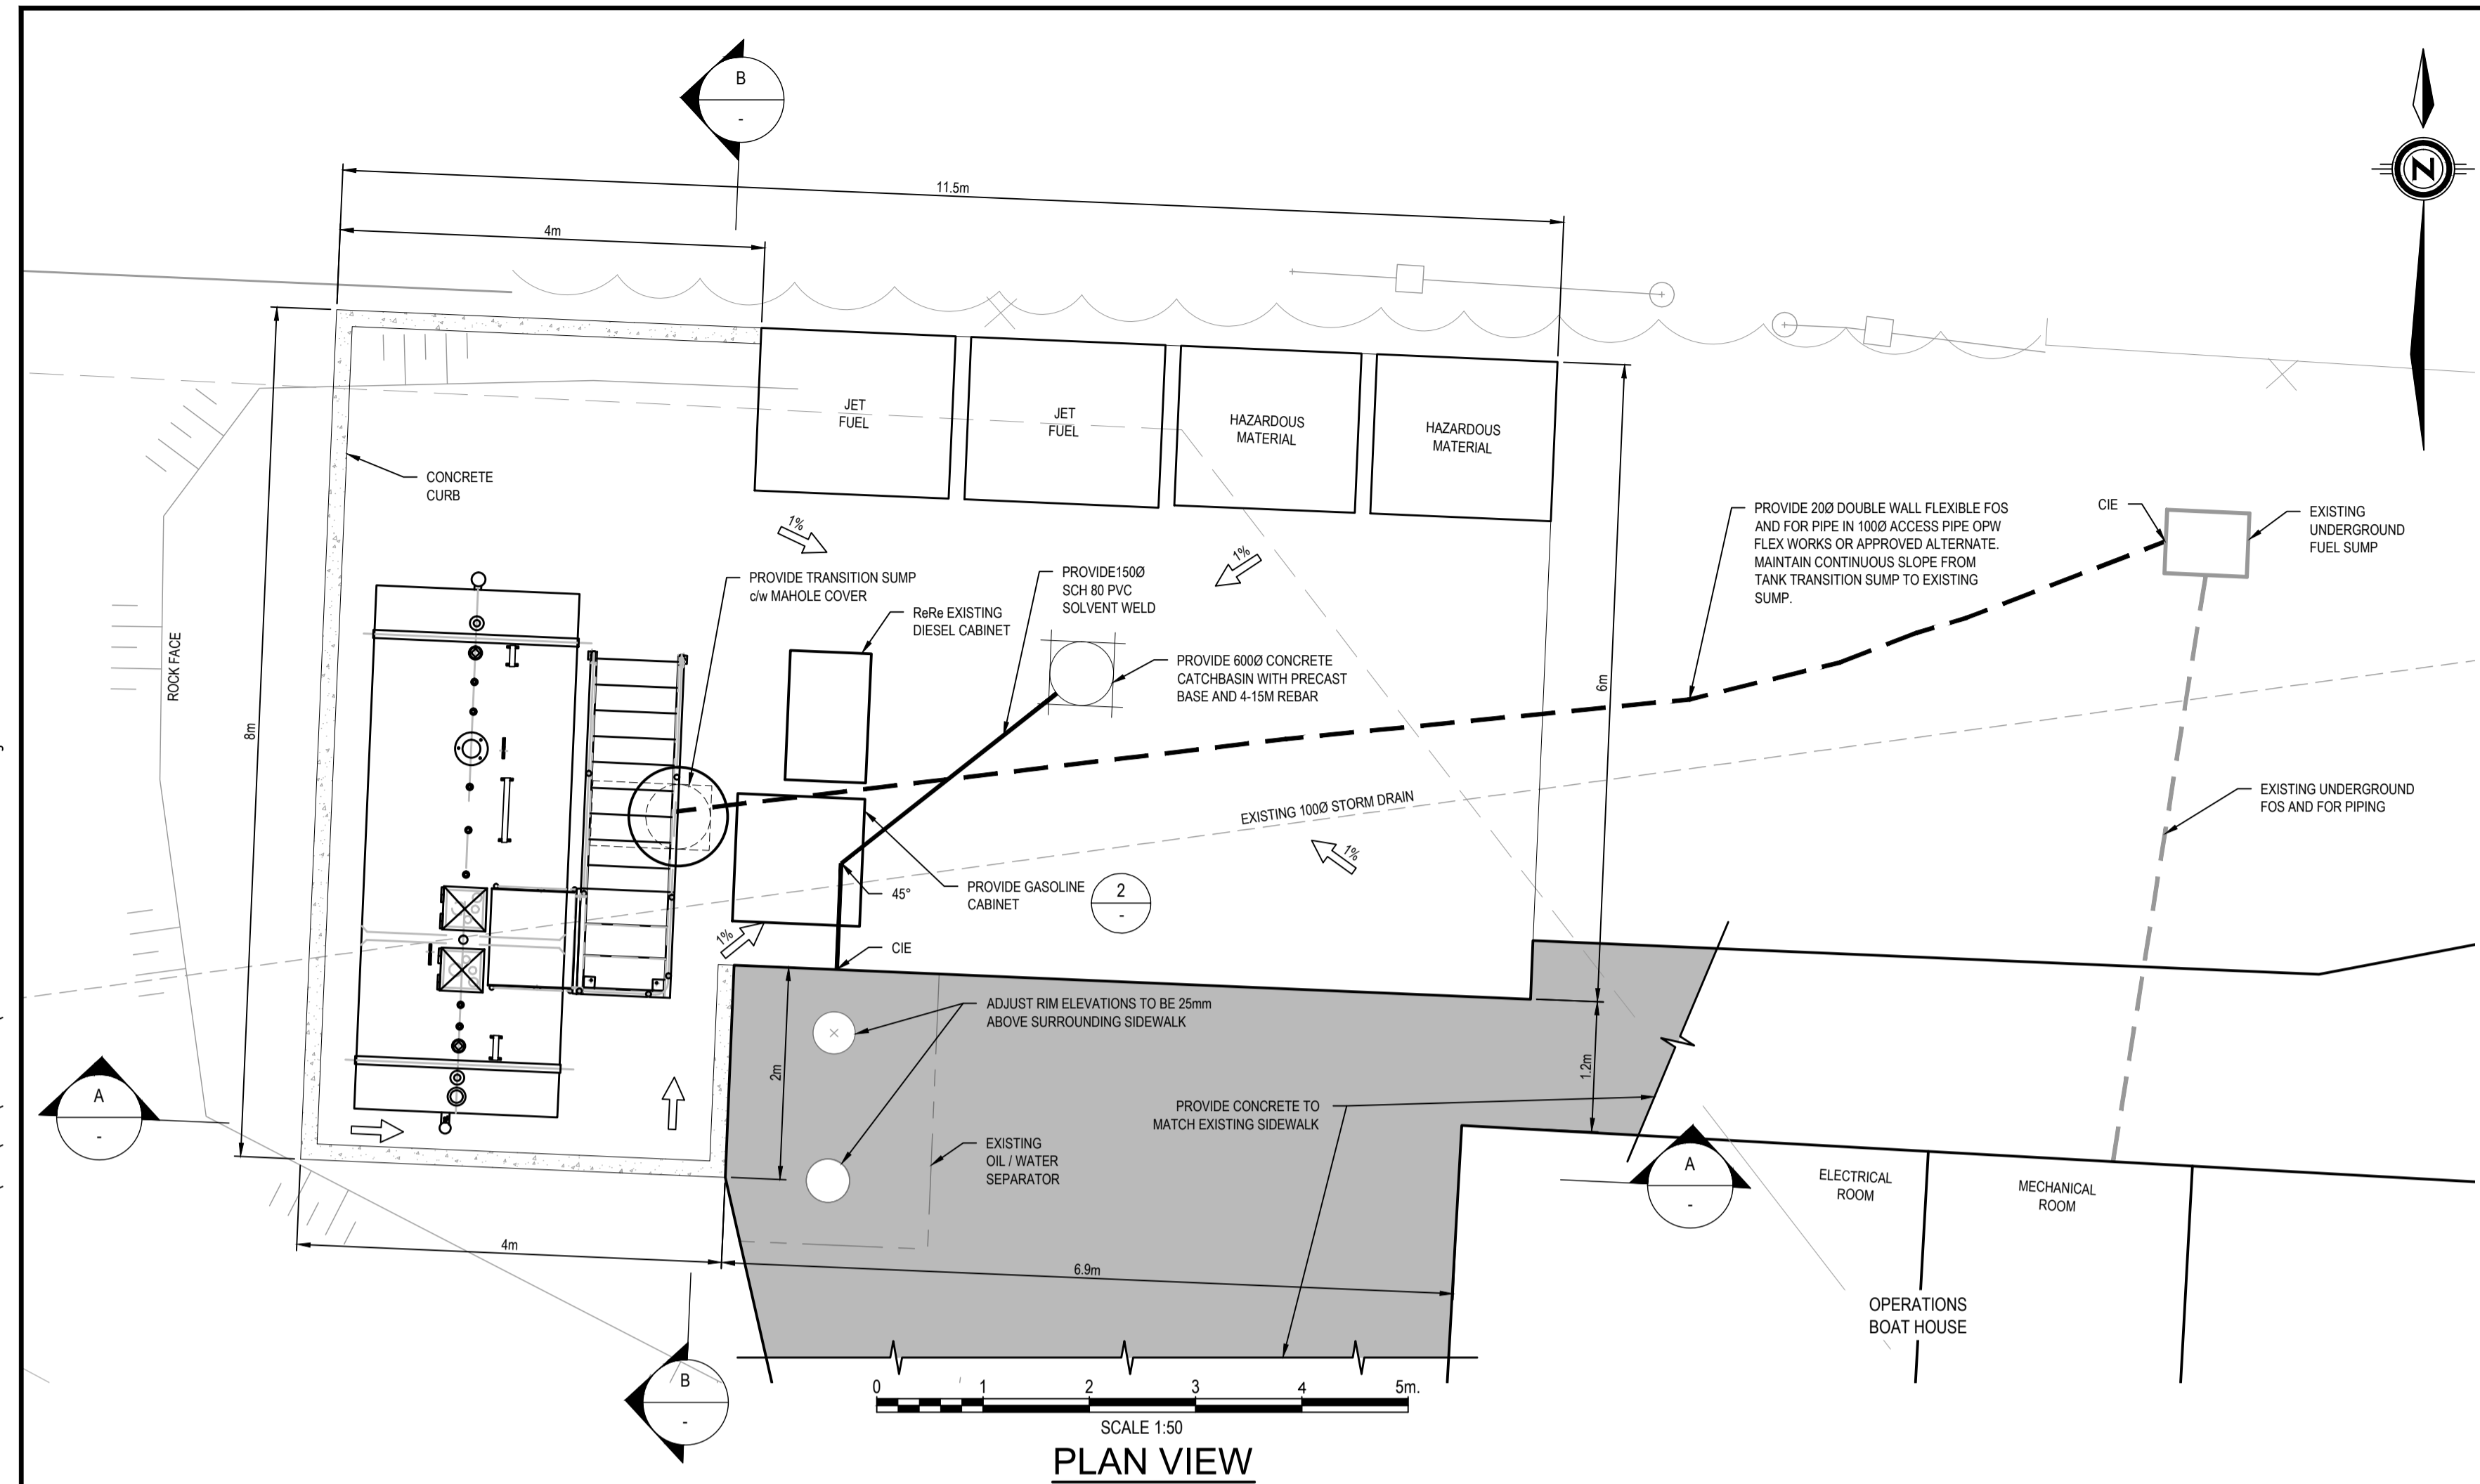 B
-
11.5m
4m
N
JET
FUEL
JET
FUEL
HAZARDOUS
MATERIAL
HAZARDOUS
MATERIAL
CONCRETE
CURB
PROVIDE 20Ø DOUBLE WALL FLEXIBLE FOS
AND FOR PIPE IN 100Ø ACCESS PIPE OPW
FLEX WORKS OR APPROVED ALTERNATE.
MAINTAIN CONTINUOUS SLOPE FROM
TANK TRANSITION SUMP TO EXISTING
SUMP.
CIE
EXISTING
UNDERGROUND
FUEL SUMP
1%
1%
PROVIDE TRANSITION SUMP
c/w MAHOLE COVER
PROVIDE150Ø
SCH 80 PVC
SOLVENT WELD
ReRe EXISTING
DIESEL CABINET
ROCK FACE
PROVIDE 600Ø CONCRETE
CATCHBASIN WITH PRECAST
BASE AND 4-15M REBAR
6m
8m
EXISTING 100Ø STORM DRAIN
EXISTING UNDERGROUND
FOS AND FOR PIPING
1%
45°
PROVIDE GASOLINE
CABINET
2
-
1%
CIE
ADJUST RIM ELEVATIONS TO BE 25mm
ABOVE SURROUNDING SIDEWALK
2m
1.2m
A
-
PROVIDE CONCRETE TO
MATCH EXISTING SIDEWALK
EXISTING
OIL / WATER
SEPARATOR
A
-
ELECTRICAL
ROOM
MECHANICAL
ROOM
4m
6.9m
OPERATIONS
BOAT HOUSE
B
-
0 1 2 3 4 5m.
SCALE 1:50
PLAN VIEW